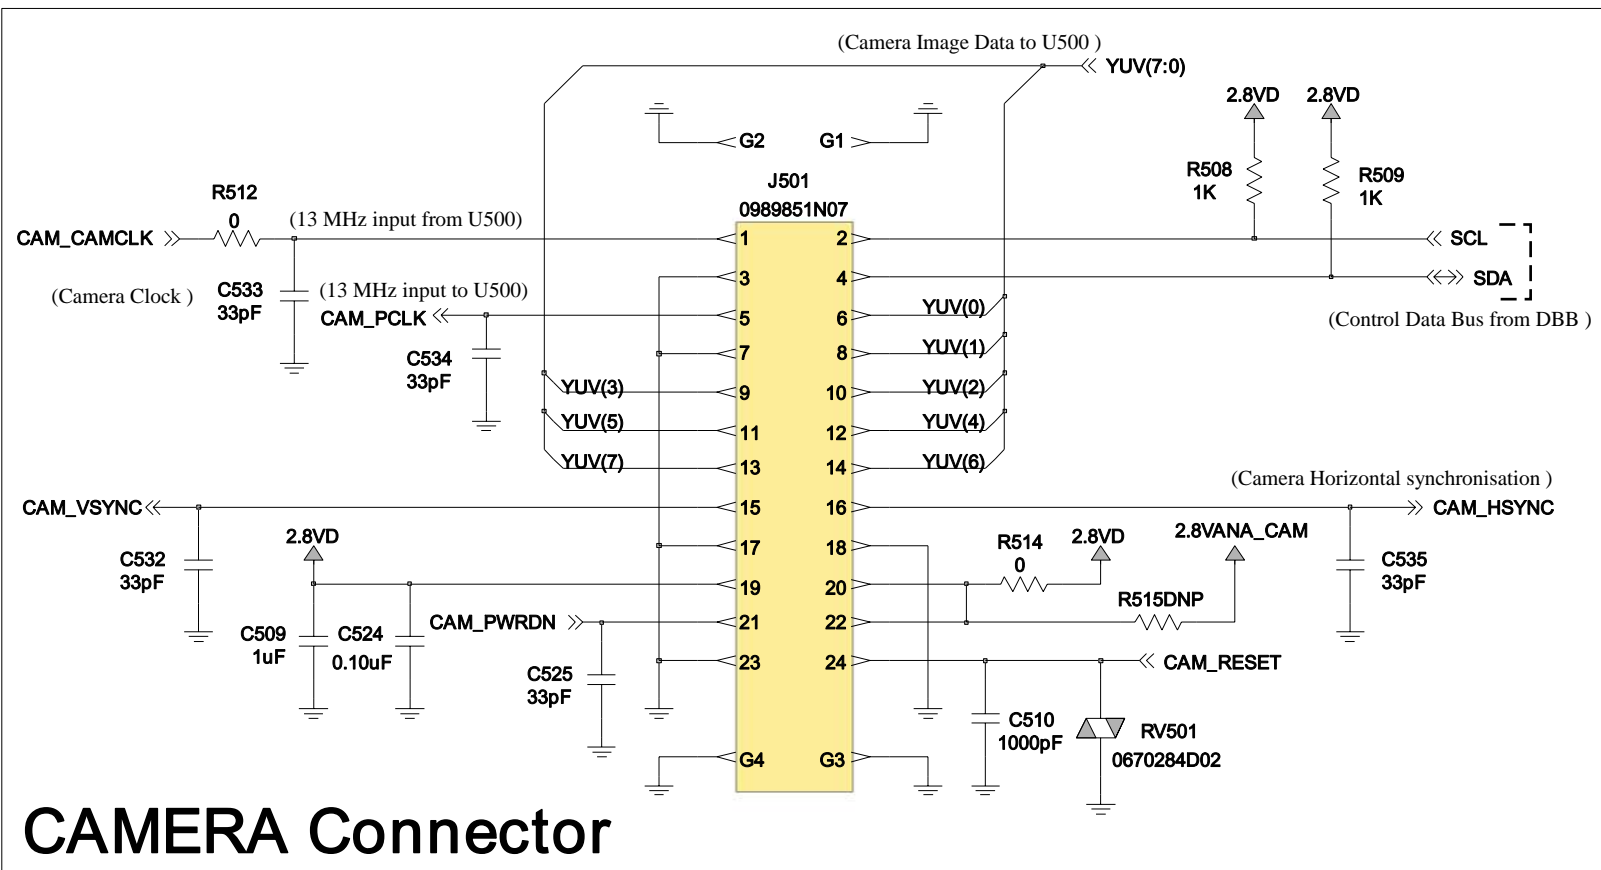 (Camera Image Data to U500 )
YUV(7:0)
2.8VD
2.8VD
G2
G1
J501
0989851N07
R508
1K
R509
1K
R512
0
(13 MHz input from U500)
CAM_CAMCLK
1
2
SCL
3
4
SDA
(Camera Clock )
C533
33pF
(13 MHz input to U500)
CAM_PCLK
5
6
YUV(0)
(Control Data Bus from DBB )
C534
33pF
7
8
YUV(1)
YUV(3)
9
10
YUV(2)
YUV(5)
11
12
YUV(4)
YUV(7)
13
14
YUV(6)
(Camera Horizontal synchronisation )
CAM_VSYNC
15
16
CAM_HSYNC
C532
33pF
2.8VD
17
18
R514
0
2.8VD
2.8VANA_CAM
C535
33pF
19
20
R515DNP
C509
1uF
C524
0.10uF
CAM_PWRDN
21
22
23
24
CAM_RESET
C525
33pF
C510
1000pF
RV501
0670284D02
G4
G3
CAMERA Connector